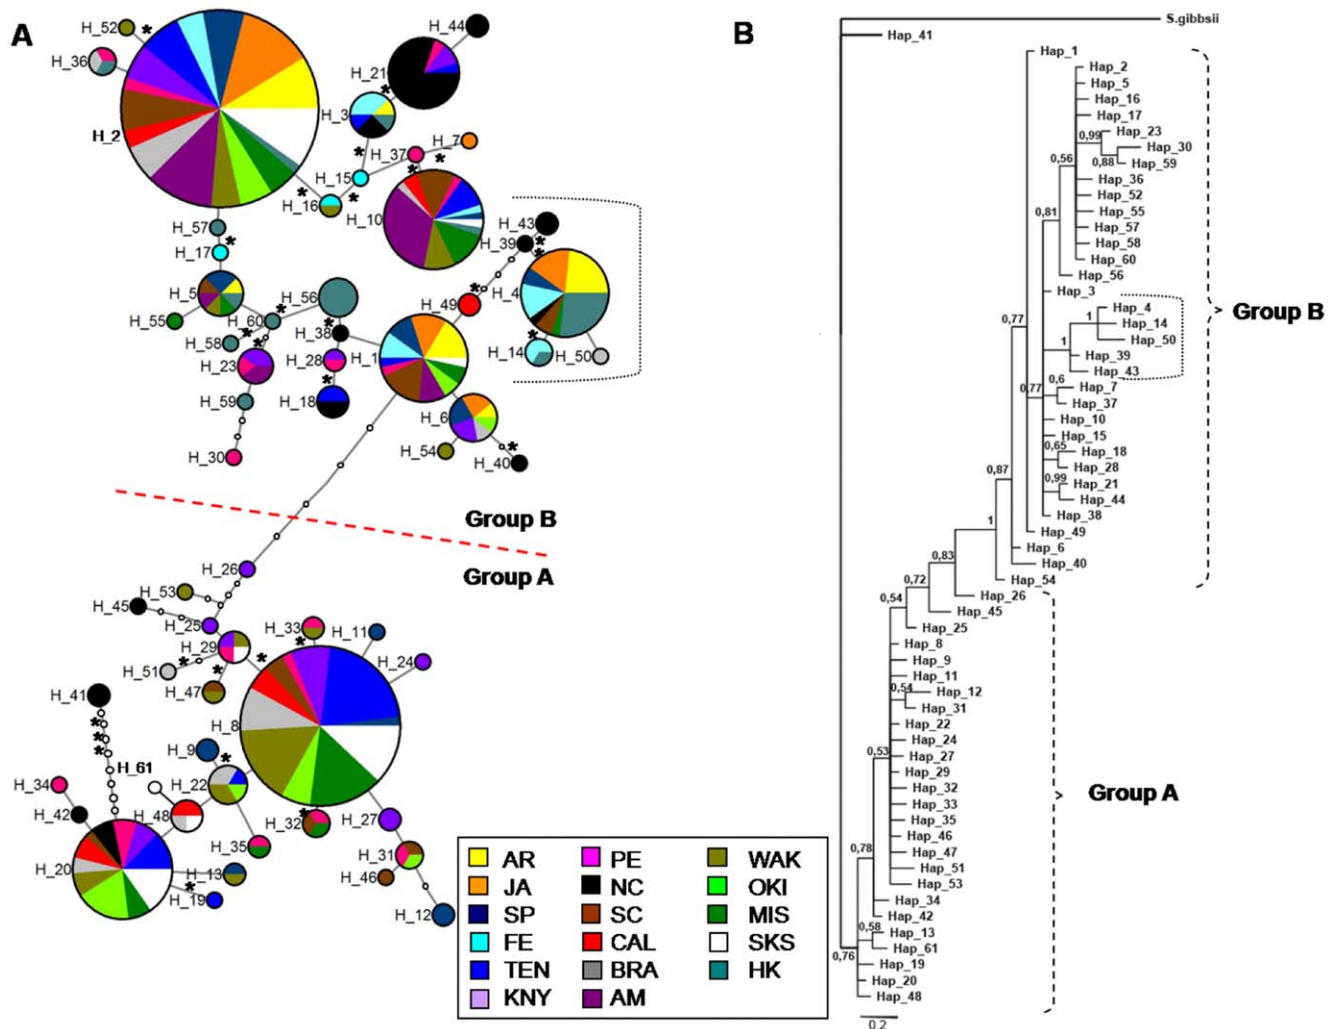 A
H_52
H_36
H_2
H_44
H_21
H_3
H_37
H_7
H_15
H_16
H_10
H_57
H_17
H_5
H_55
H_60
H_58
H_56
H_38
H_23
H_28
H_59
H_18
H_30
H_1
H_43
H_39
H_4
H_49
H_14
H_50
H_6
H_54
H_40
Group B
Group A
H_26
H_53
H_45
H_25
H_29
H_51
H_47
H_33
H_11
H_24
H_8
H_41
H_9
H_61
H_22
H_34
H_42
H_48
H_20
H_13
H_19
H_35
H_32
H_27
H_31
H_46
H_12
AR PE WAK
JA NC OKI
SP SC MIS
FE CAL SKS
TEN BRA HK
KNY AM
B
S.gibbsii
Hap_41
Hap_1
Hap_2
Hap_5
Hap_16
Hap_17
Hap_23
0,99
Hap_30
0,88
Hap_59
0,56
Hap_36
Hap_52
0,81
Hap_55
Hap_57
Hap_58
Hap_60
Hap_56
Hap_3
Group B
Hap_4
0,77
1
Hap_14
Hap_50
1
Hap_39
Hap_43
0,77
0,6
Hap_7
Hap_37
Hap_10
Hap_15
0,65
Hap_18
Hap_28
0,87
0,99
Hap_21
Hap_44
Hap_38
1
Hap_49
Hap_6
0,83
Hap_40
0,72
Hap_54
Hap_26
0,54
Hap_45
Hap_25
Hap_8
Hap_9
Hap_11
0,54
Hap_12
Hap_31
Hap_22
Hap_24
0,53
Hap_27
Hap_29
Hap_32
Group A
Hap_33
Hap_35
Hap_46
0,78
Hap_47
Hap_51
Hap_53
Hap_34
Hap_42
0,58
Hap_13
Hap_61
0,76
Hap_19
Hap_20
Hap_48
0.2